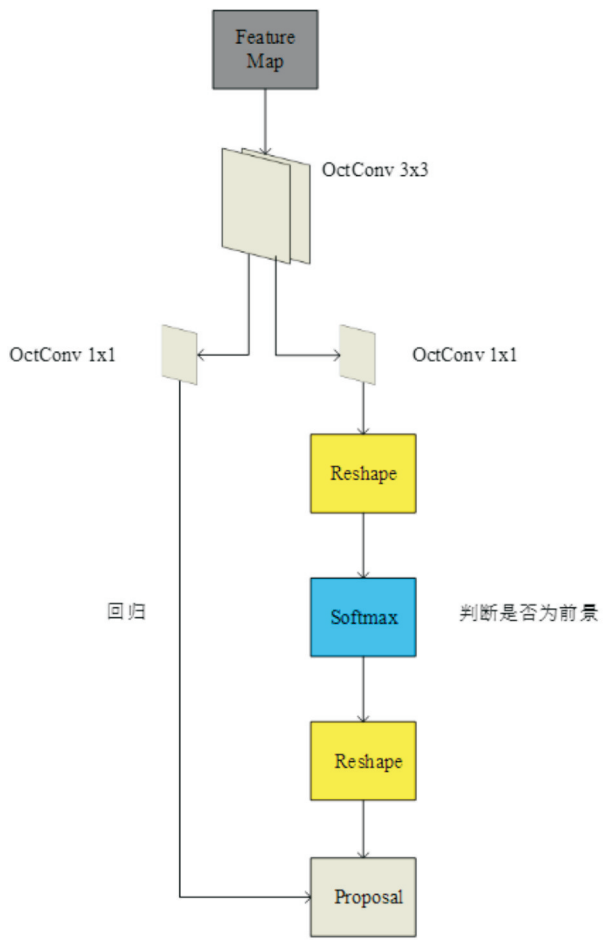 Feature
Map
OctConv 3x3
OctConv 1x1
OctConv 1x1
Reshape
回归
Softmax
判断是否为前景
Reshape
Proposal